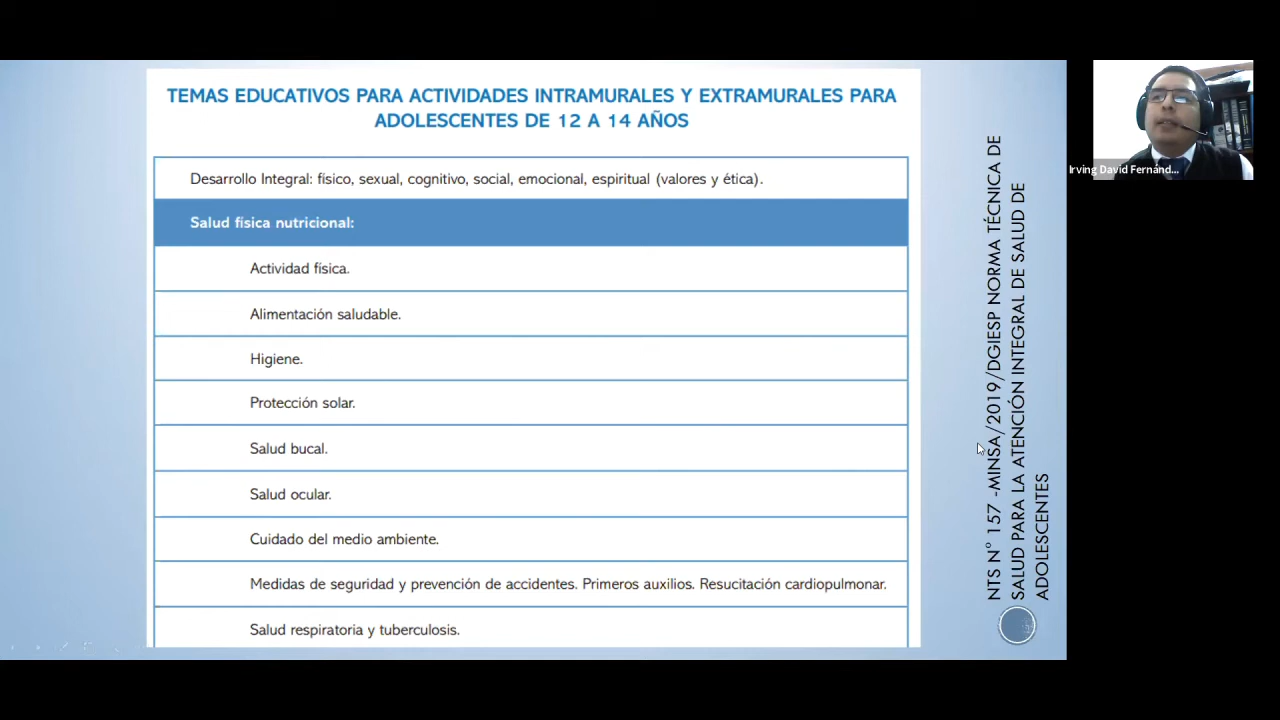 TEMAS EDUCATIVOS PARA ACTIVIDADES INTRAMURALES Y EXTRAMURALES PARA
ADOLESCENTES DE 12 A 14 AÑOS
Desarrollo Integral: físico, sexual, cognitivo, social, emocional, espiritual (valores y ética).
Salud física nutricional:
Actividad física.
Alimentación saludable.
Higiene.
Protección solar.
Salud bucal.
Salud ocular.
Cuidado del medio ambiente.
Medidas de seguridad y prevención de accidentes. Primeros auxilios. Resucitación cardiopulmonar.
Salud respiratoria y tuberculosis.
NTS N° 157 -MINSA/2019/DGIESP NORMA TÉCNICA DE
SALUD PARA LA ATENCIÓN INTEGRAL DE SALUD DE
ADOLESCENTES
Irving David Fernánd...